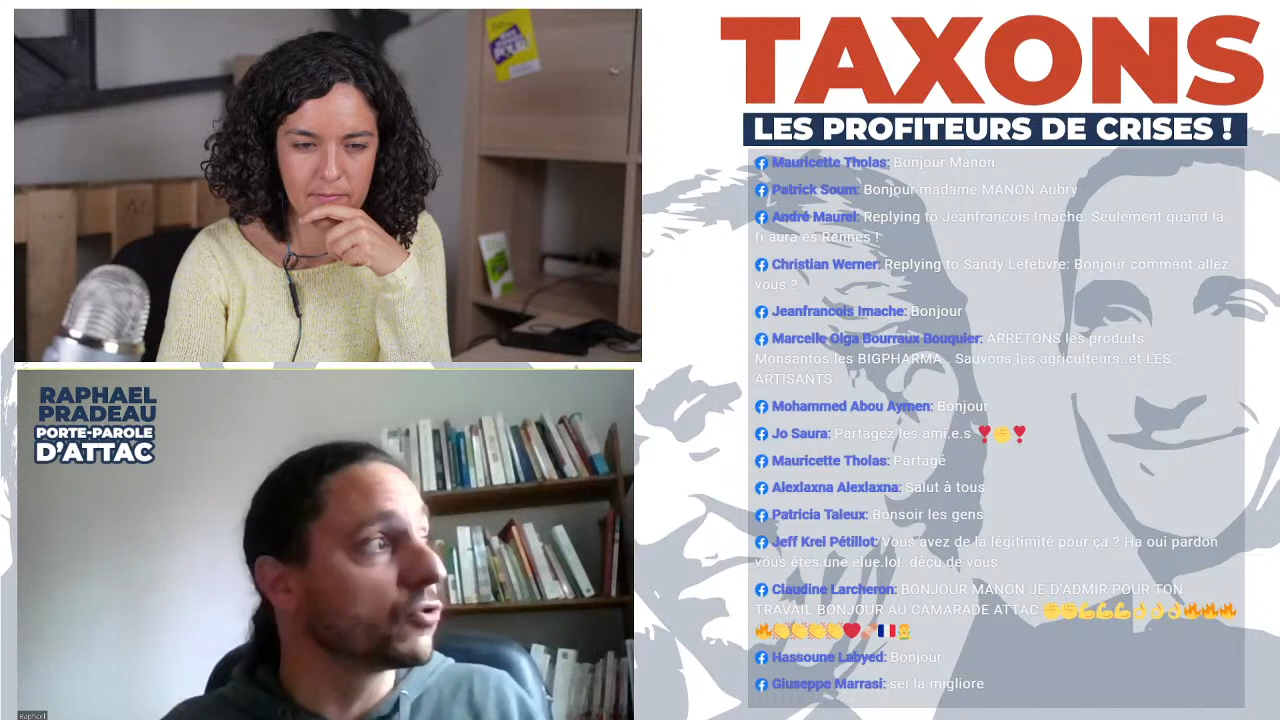 TAXONS
LES PROFITEURS DE CRISES !
RAPHAEL
PRADEAU
PORTE-PAROLE
D'ATTAC
Raphael
Mauricette Tholas: Bonjour Manon
Patrick Soum: Bonjour madame MANON Aubry
André Maurel: Replying to Jeanfrancois Imache: Seulement quand la
fi aura es Rennes !
Christian Werner: Replying to Sandy Lefebvre: Bonjour comment allez
vous ?
Jeanfrancois Imache: Bonjour
Marcelle Olga Bourraux Bouquier: ARRETONS les produits
Monsantos.les BIGPHARMA.. Sauvons les agriculteurs..et LES
ARTISANTS
Mohammed Abou Aymen: Bonjour
Jo Saura: Partagez les ami.e.s ❣️✊❣️
Mauricette Tholas: Partagé
Alexlaxna Alexlaxna: Salut à tous
Patricia Taleux: Bonsoir les gens
Jeff Krel Pétillot: Vous avez de la légitimité pour ça ? Ha oui pardon
vous êtes une élue.lol. déçu de vous
Claudine Larcheron: BONJOUR MANON JE D'ADMIR POUR TON
TRAVAIL BONJOUR AU CAMARADE ATTAC
Hassoune Labyed: Bonjour
Giuseppe Marrasi: sei la migliore